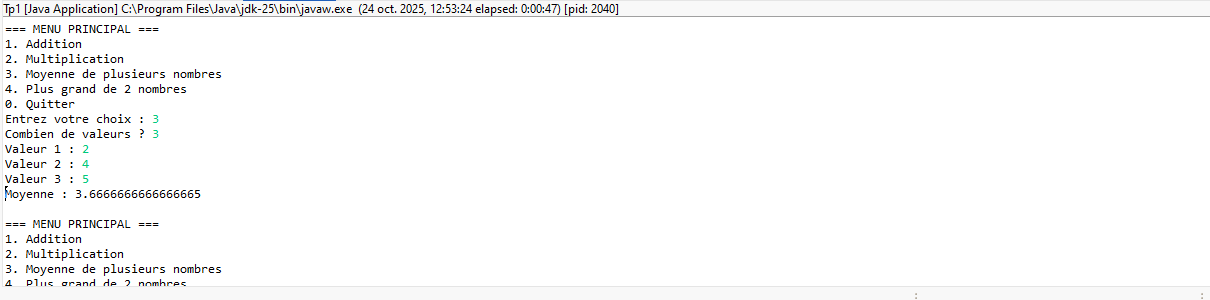 Tp1 [Java Application] C:\Program Files\Java\jdk-25\bin\javaw.exe (24 oct. 2025, 12:53:24 elapsed: 0:00:47) [pid: 2040]
=== MENU PRINCIPAL ===
1. Addition
2. Multiplication
3. Moyenne de plusieurs nombres
4. Plus grand de 2 nombres
0. Quitter
Entrez votre choix : 3
Combien de valeurs ? 3
Valeur 1 : 2
Valeur 2 : 4
Valeur 3 : 5
Moyenne : 3.6666666666666665
=== MENU PRINCIPAL ===
1. Addition
2. Multiplication
3. Moyenne de plusieurs nombres
4. Plus grand de 2 nombres